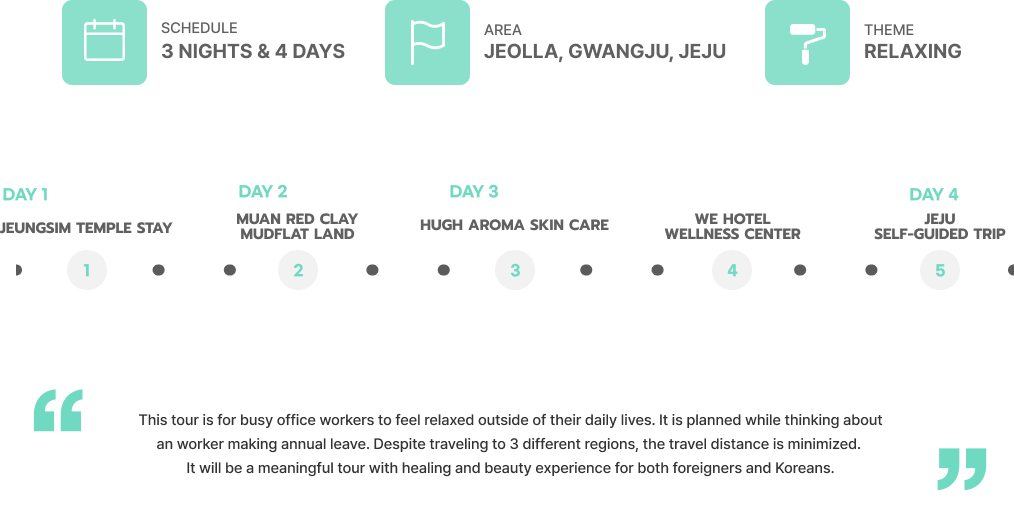 SCHEDULE
3 NIGHTS & 4 DAYS
AREA
JEOLLA, GWANGJU, JEJU
THEME
RELAXING
DAY 1
JEUNGSIM TEMPLE STAY
1
DAY 2
MUAN RED CLAY
MUDFLAT LAND
2
DAY 3
HUGH AROMA SKIN CARE
3
WE HOTEL
WELLNESS CENTER
4
DAY 4
JEJU
SELF-GUIDED TRIP
5
“
This tour is for busy office workers to feel relaxed outside of their daily lives. It is planned while thinking about
an worker making annual leave. Despite traveling to 3 different regions, the travel distance is minimized.
It will be a meaningful tour with healing and beauty experience for both foreigners and Koreans.
”